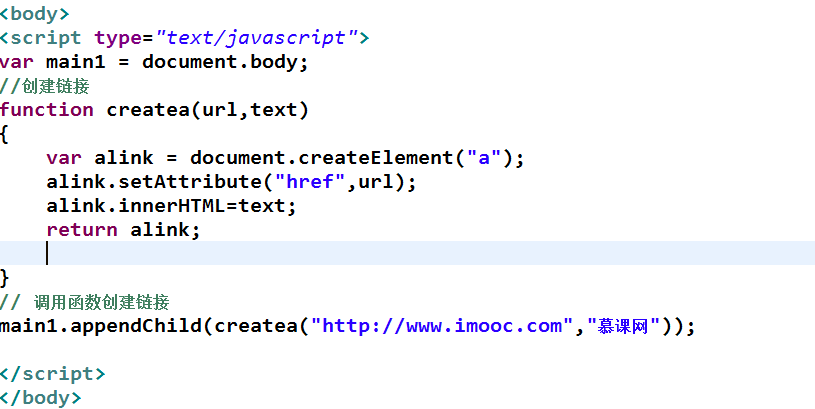 <body>
<script type="text/javascript">
var main1 = document.body;
//创建链接
function createa(url,text)
{
    var alink = document.createElement("a");
    alink.setAttribute("href",url);
    alink.innerHTML=text;
    return alink;
}
// 调用函数创建链接
main1.appendChild(createa("http://www.imooc.com","慕课网"));
</script>
</body>